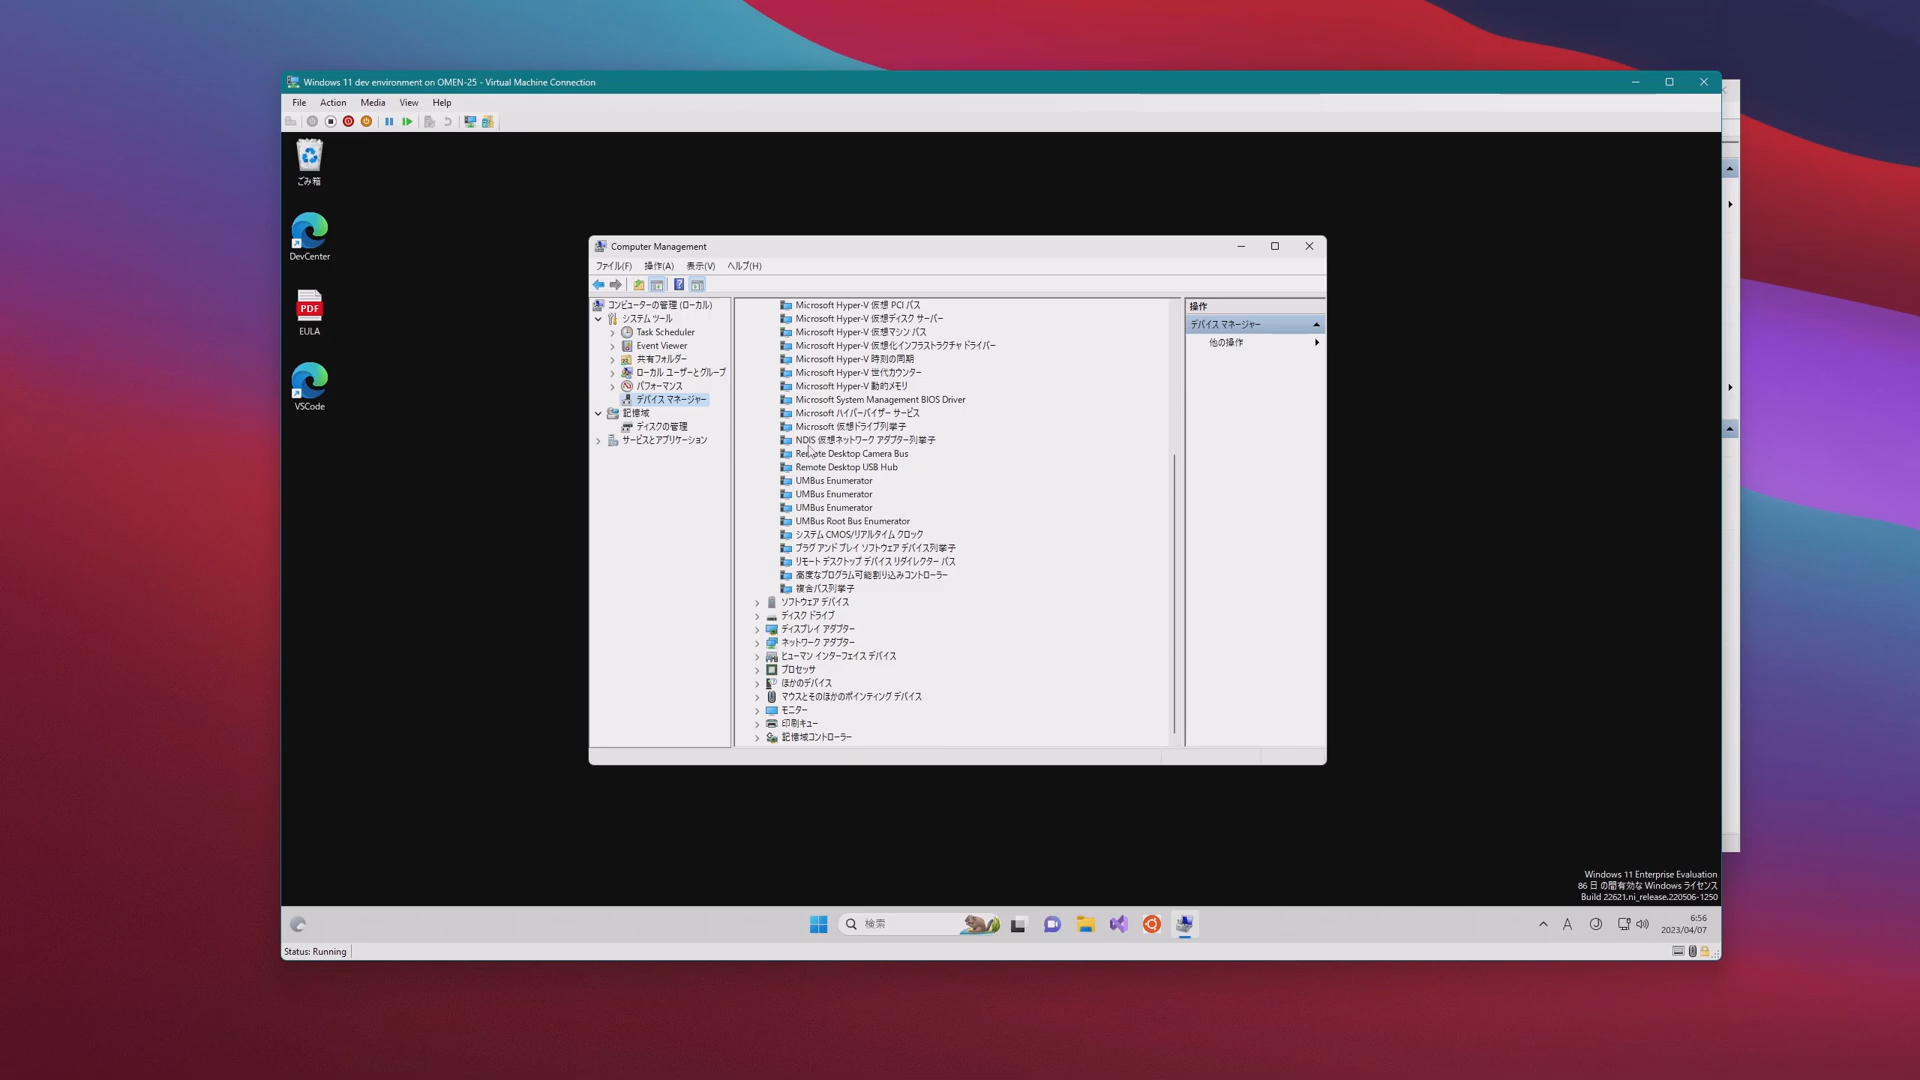 Windows 11 dev environment on OMEN-25 - Virtual Machine Connection
File Action Media View Help
ごみ箱
DevCenter
PDF
EULA
VSCode
Computer Management
ファイル(F) 操作(A) 表示(V) ヘルプ(H)
コンピューターの管理 (ローカル)
システム ツール
Task Scheduler
Event Viewer
共有フォルダー
ローカル ユーザーとグループ
パフォーマンス
デバイス マネージャー
記憶域
ディスクの管理
サービスとアプリケーション
Microsoft Hyper-V 仮想 PCI バス
Microsoft Hyper-V 仮想ディスク サーバー
Microsoft Hyper-V 仮想マシン バス
Microsoft Hyper-V 仮想化インフラストラクチャ ドライバー
Microsoft Hyper-V 時刻の同期
Microsoft Hyper-V 世代カウンター
Microsoft Hyper-V 動的メモリ
Microsoft System Management BIOS Driver
Microsoft ハイパーバイザー サービス
Microsoft 仮想ドライブ列挙子
NDIS 仮想ネットワーク アダプター列挙子
Remote Desktop Camera Bus
Remote Desktop USB Hub
UMBus Enumerator
UMBus Enumerator
UMBus Enumerator
UMBus Root Bus Enumerator
システム CMOS/リアルタイム クロック
プラグ アンド プレイ ソフトウェア デバイス列挙子
リモート デスクトップ デバイス リダイレクター バス
高度なプログラム可能割り込みコントローラー
複合バス列挙子
ソフトウェア デバイス
ディスク ドライブ
ディスプレイ アダプター
ネットワーク アダプター
ヒューマン インターフェイス デバイス
プロセッサ
ほかのデバイス
マウスとそのほかのポインティング デバイス
モニター
印刷キュー
記憶域コントローラー
操作
デバイス マネージャー
他の操作
Windows 11 Enterprise Evaluation
86 日 の間有効な Windows ライセンス
Build 22621.ni_release.220506-1250
検索
A
6:56
2023/04/07
Status: Running